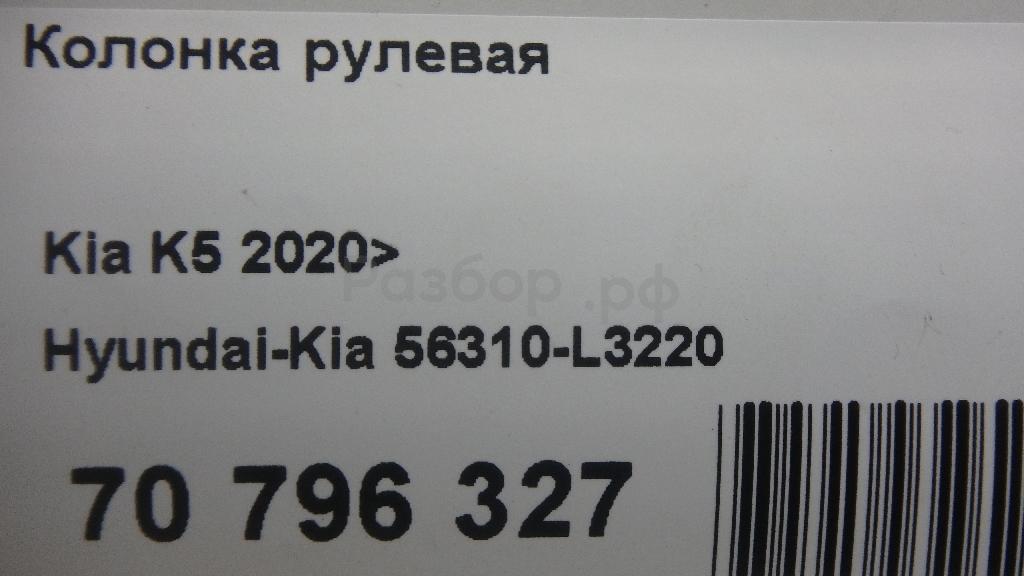 Колонка рулевая
Kia K5 2020>
Разбор.рф
Hyundai-Kia 56310-L3220
70 796 327